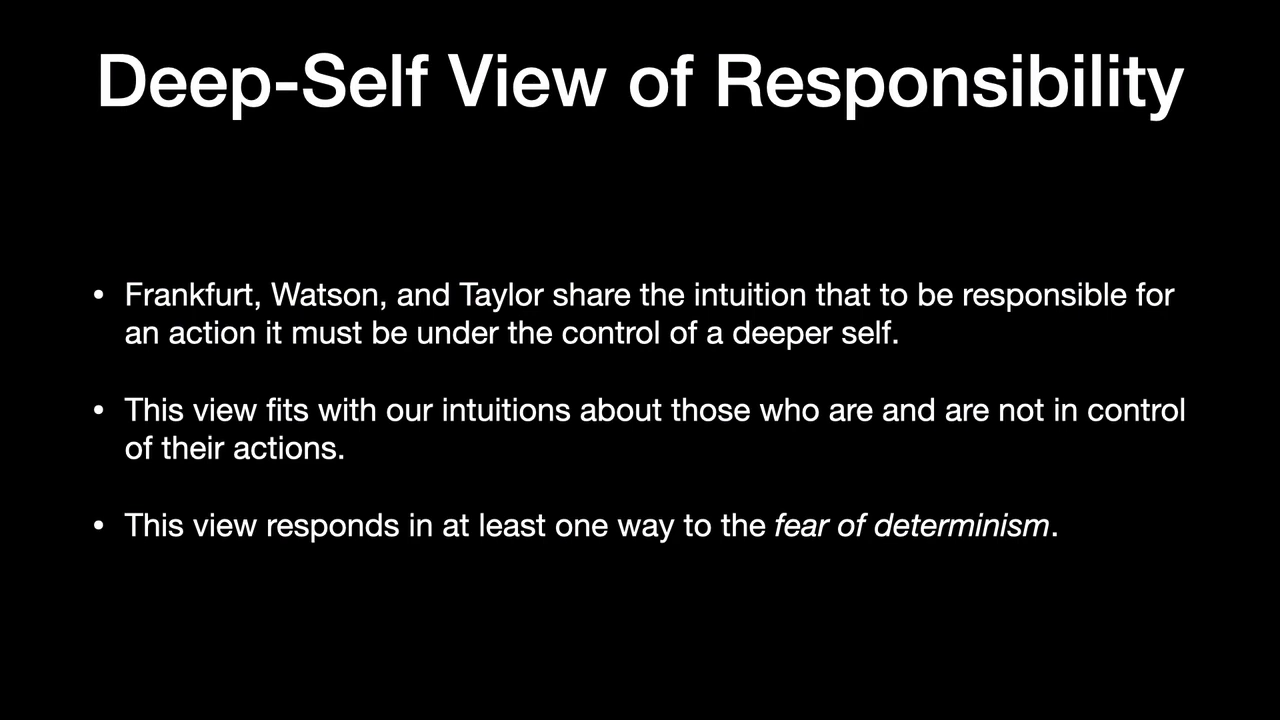 Deep-Self View of Responsibility
• Frankfurt, Watson, and Taylor share the intuition that to be responsible for
an action it must be under the control of a deeper self.
• This view fits with our intuitions about those who are and are not in control
of their actions.
• This view responds in at least one way to the fear of determinism.